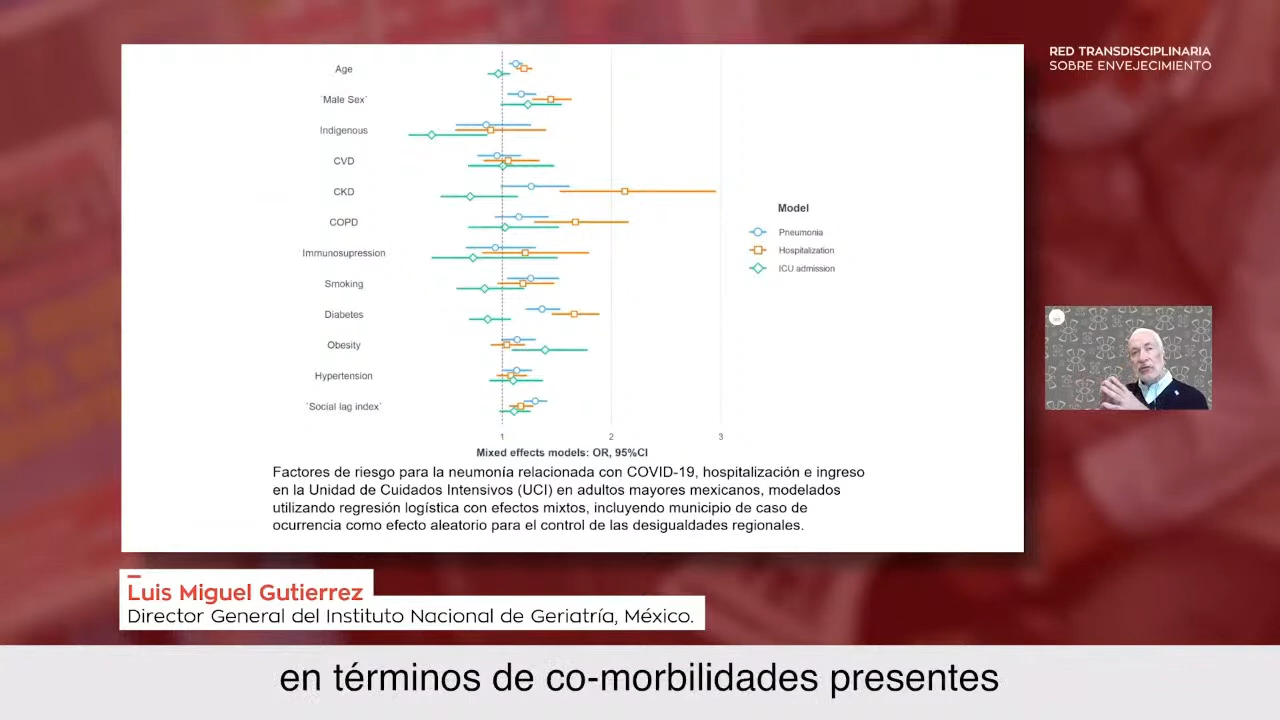 RED TRANSDISCIPLINARIA
SOBRE ENVEJECIMIENTO
Age
`Male Sex`
Indigenous
CVD
CKD
COPD
Immunosupression
Smoking
Diabetes
Obesity
Hypertension
`Social lag index`
1 2 3
Mixed effects models: OR, 95%CI
Model
Pneumonia
Hospitalization
ICU admission
Factores de riesgo para la neumonía relacionada con COVID-19, hospitalización e ingreso
en la Unidad de Cuidados Intensivos (UCI) en adultos mayores mexicanos, modelados
utilizando regresión logística con efectos mixtos, incluyendo municipio de caso de
ocurrencia como efecto aleatorio para el control de las desigualdades regionales.
Luis Miguel Gutierrez
Director General del Instituto Nacional de Geriatría, México.
en términos de co-morbilidades presentes